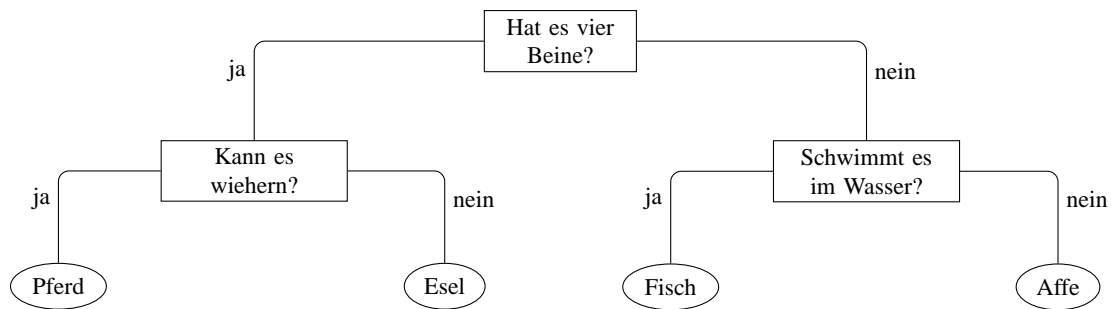 Hat es vier
Beine?
ja
nein
Kann es
wiehern?
Schwimmt es
im Wasser?
ja
nein
ja
nein
Pferd
Esel
Fisch
Affe